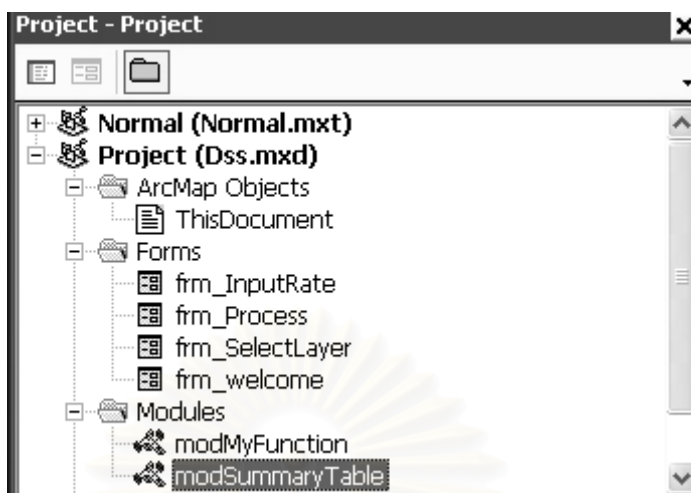 Project - Project
Normal (Normal.mxt)
Project (Dss.mxd)
ArcMap Objects
ThisDocument
Forms
frm_InputRate
frm_Process
frm_SelectLayer
frm_welcome
Modules
modMyFunction
modSummaryTable